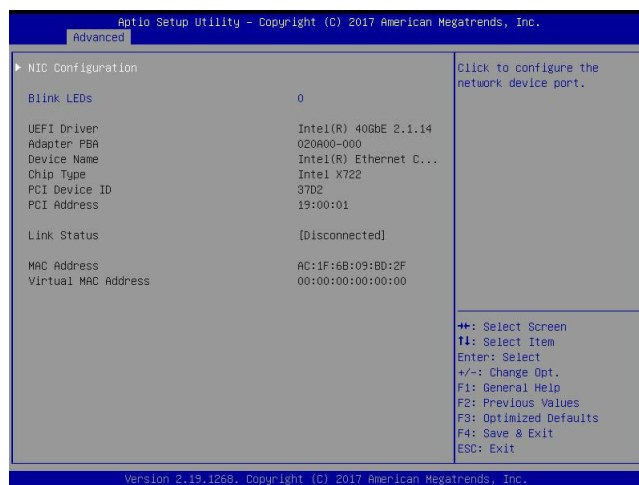 Aptio Setup Utility – Copyright (C) 2017 American Megatrends, Inc.
Advanced
NIC Configuration
Blink LEDs 0
UEFI Driver Intel(R) 40GbE 2.1.14
Adapter PBA 020A00-000
Device Name Intel(R) Ethernet C...
Chip Type Intel X722
PCI Device ID 37D2
PCI Address 19:00:01
Link Status [Disconnected]
MAC Address AC:1F:6B:09:BD:2F
Virtual MAC Address 00:00:00:00:00:00
Click to configure the
network device port.
→←: Select Screen
↑↓: Select Item
Enter: Select
+/-: Change Opt.
F1: General Help
F2: Previous Values
F3: Optimized Defaults
F4: Save & Exit
ESC: Exit
Version 2.19.1268. Copyright (C) 2017 American Megatrends, Inc.